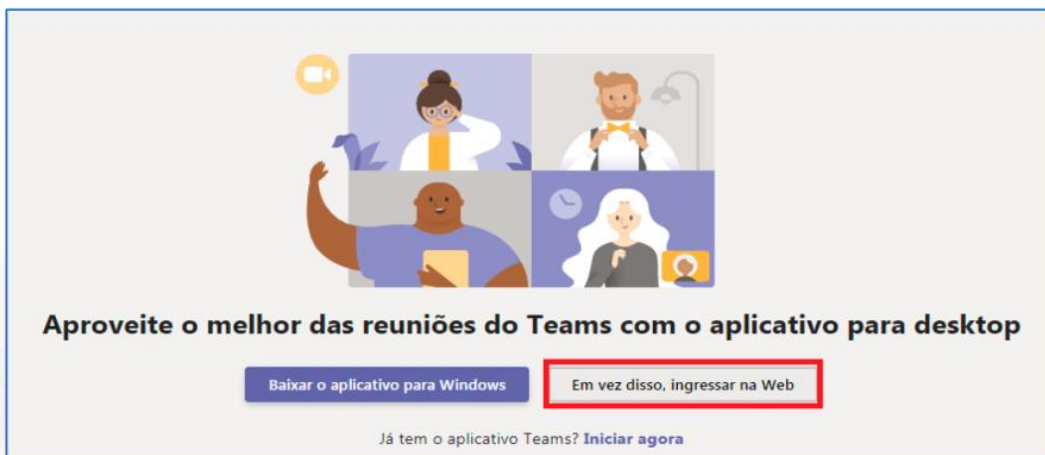 Aproveite o melhor das reuniões do Teams com o aplicativo para desktop
Baixar o aplicativo para Windows
Em vez disso, ingressar na Web
Já tem o aplicativo Teams? Iniciar agora